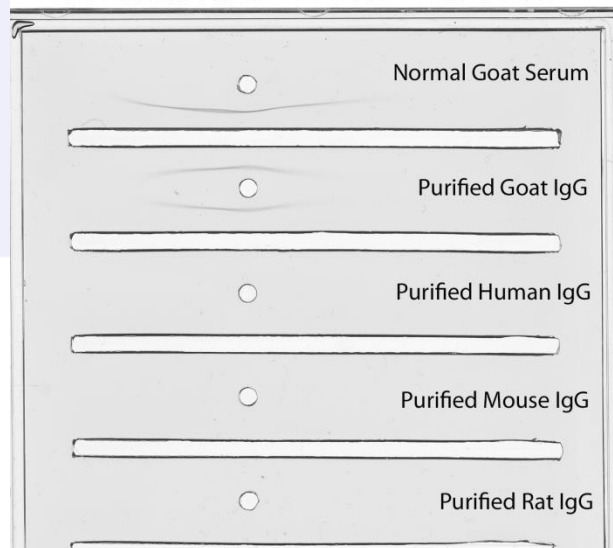 Normal Goat Serum
Purified Goat IgG
Purified Human IgG
Purified Mouse IgG
Purified Rat IgG